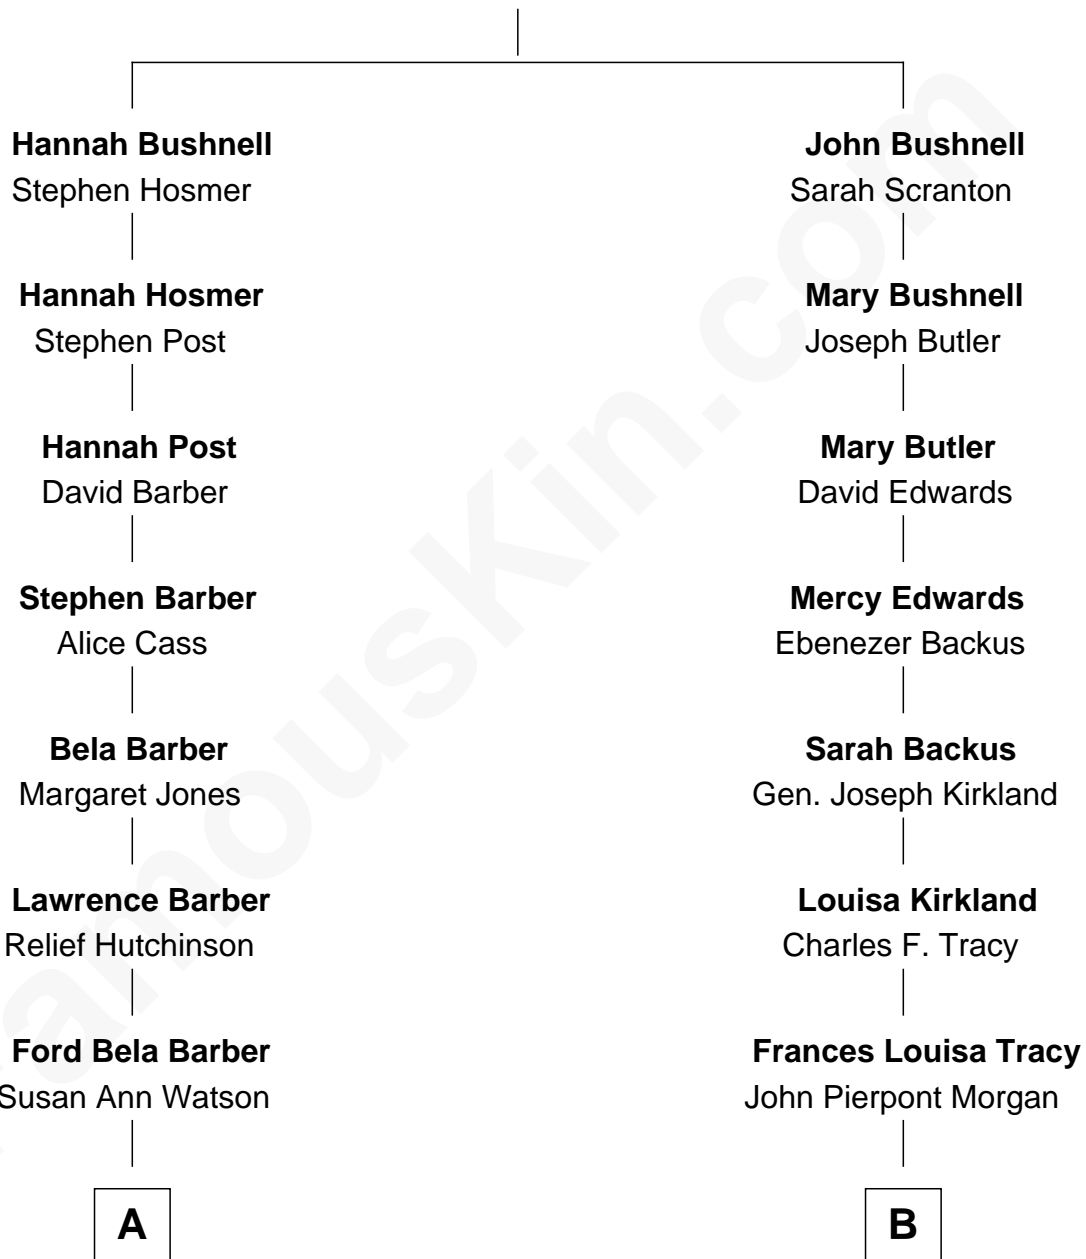 Hannah Bushnell
Stephen Hosmer
Hannah Hosmer
Stephen Post
Hannah Post
David Barber
Stephen Barber
Alice Cass
Bela Barber
Margaret Jones
Lawrence Barber
Relief Hutchinson
Ford Bela Barber
Susan Ann Watson
A
John Bushnell
Sarah Scranton
Mary Bushnell
Joseph Butler
Mary Butler
David Edwards
Mercy Edwards
Ebenezer Backus
Sarah Backus
Gen. Joseph Kirkland
Louisa Kirkland
Charles F. Tracy
Frances Louisa Tracy
John Pierpont Morgan
B
FamousKin.com